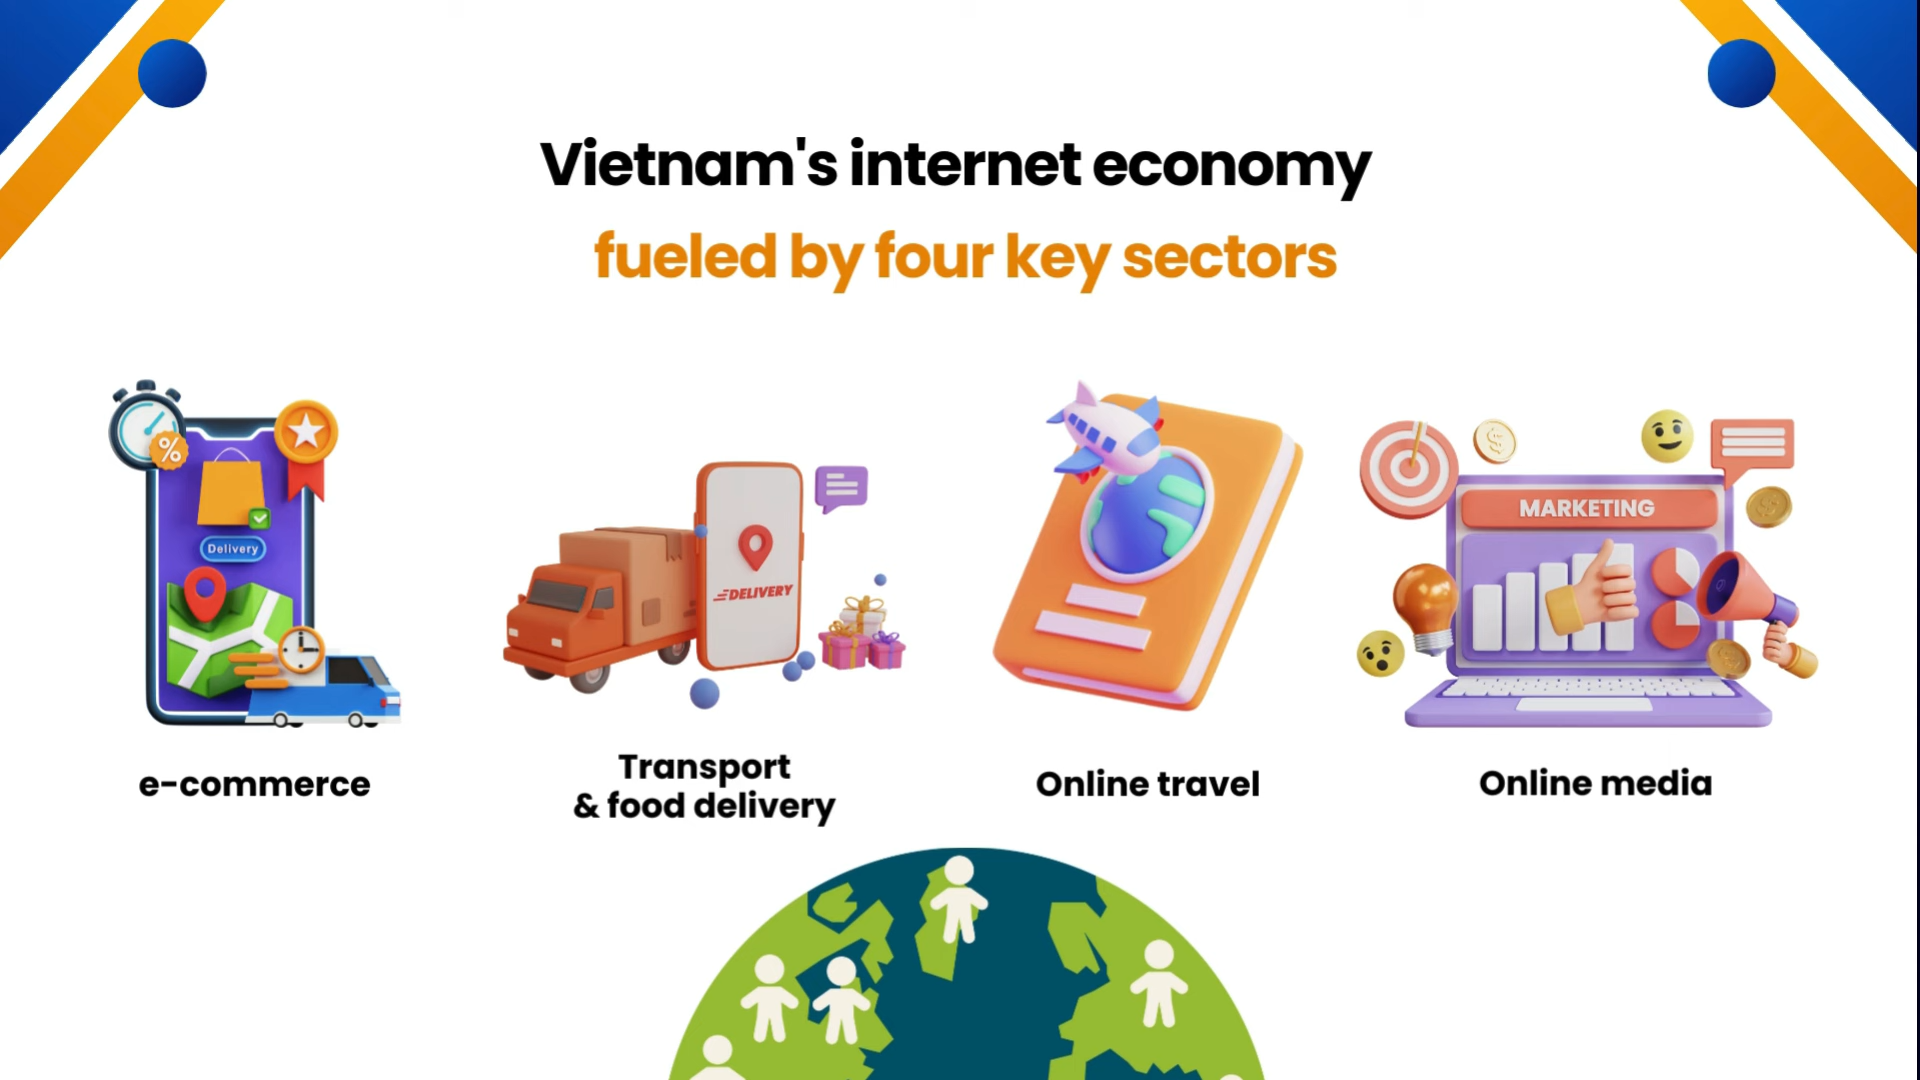 Vietnam's internet economy
fueled by four key sectors
%
Delivery
DELIVERY
MARKETING
e-commerce
Transport
& food delivery
Online travel
Online media